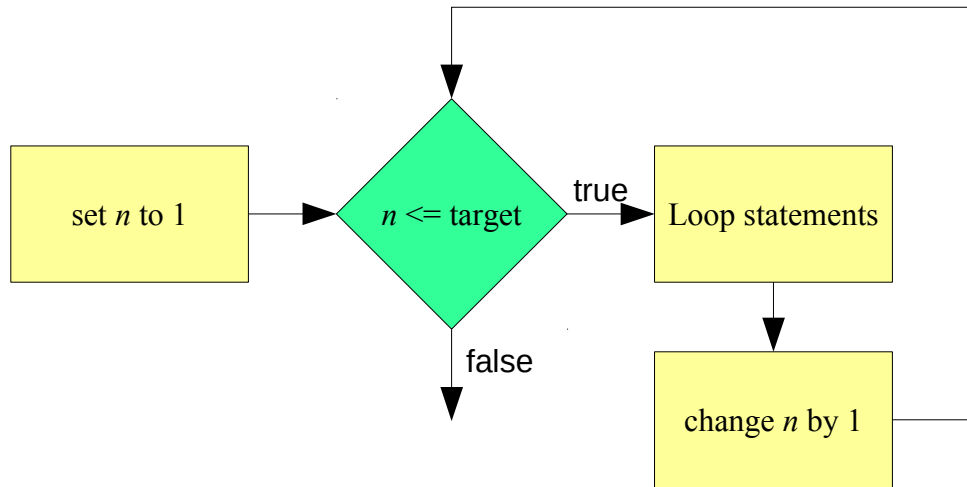 set n to 1
n <= target
true
Loop statements
false
change n by 1